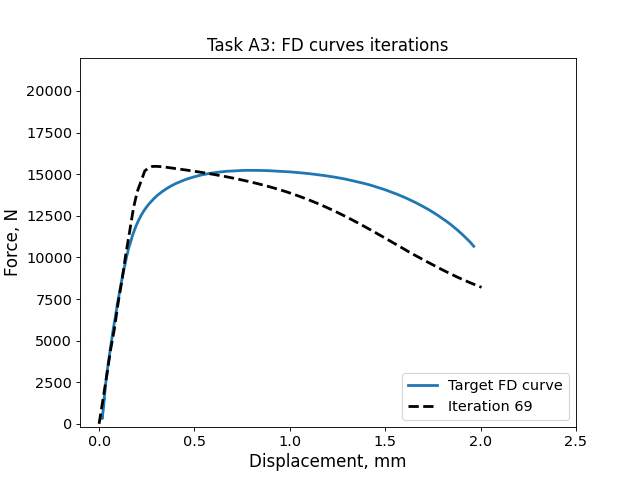 Task A3: FD curves iterations
Force, N
20000
17500
15000
12500
10000
7500
5000
2500
0
0.0 0.5 1.0 1.5 2.0 2.5
Displacement, mm
Target FD curve
Iteration 69